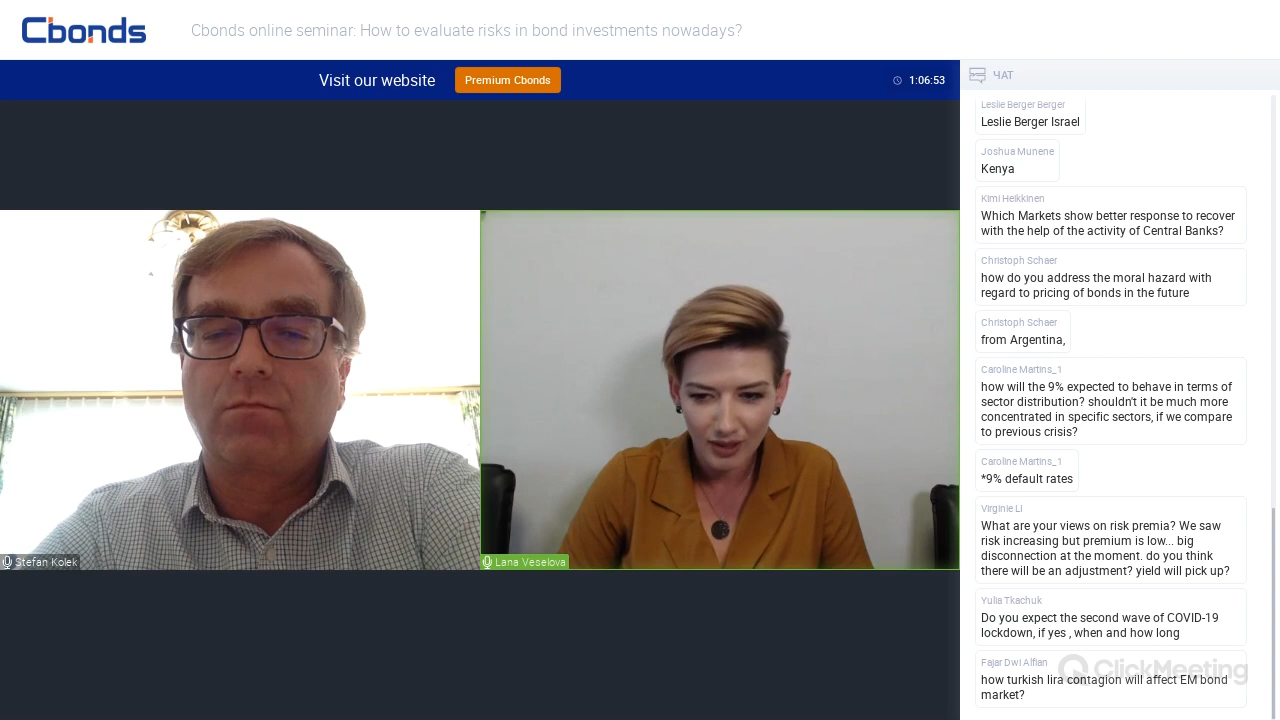 Cbonds
Cbonds online seminar: How to evaluate risks in bond investments nowadays?
Visit our website
Premium Cbonds
1:06:53
ЧАТ
Leslie Berger Berger
Leslie Berger Israel
Joshua Munene
Kenya
Kimi Heikkinen
Which Markets show better response to recover
with the help of the activity of Central Banks?
Christoph Schaer
how do you address the moral hazard with
regard to pricing of bonds in the future
Christoph Schaer
from Argentina,
Caroline Martins_1
how will the 9% expected to behave in terms of
sector distribution? shouldn't it be much more
concentrated in specific sectors, if we compare
to previous crisis?
Caroline Martins_1
*9% default rates
Virginie Li
What are your views on risk premia? We saw
risk increasing but premium is low... big
disconnection at the moment. do you think
there will be an adjustment? yield will pick up?
Yulia Tkachuk
Do you expect the second wave of COVID-19
lockdown, if yes , when and how long
Fajar Dwi Alfian
how turkish lira contagion will affect EM bond
market?
ClickMeeting
Stefan Kolek
Lana Veselova